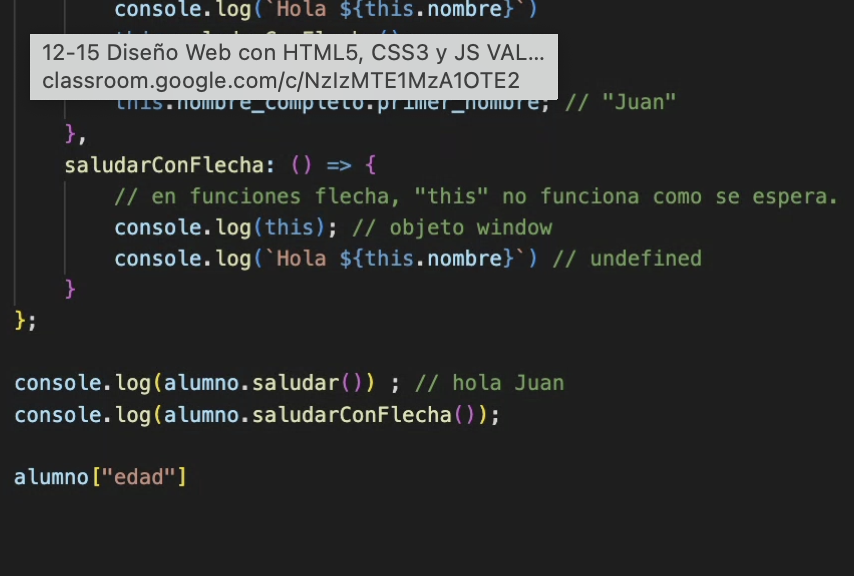 console.log(`Hola ${this.nombre}`)
12-15 Diseño Web con HTML5, CSS3 y JS VAL...
classroom.google.com/c/NzIzMTE1MzA1OTE2
this.nombre_completo.primer_nombre; // "Juan"
},
saludarConFlecha: () => {
// en funciones flecha, "this" no funciona como se espera.
console.log(this); // objeto window
console.log(`Hola ${this.nombre}`) // undefined
}
};
console.log(alumno.saludar()) ; // hola Juan
console.log(alumno.saludarConFlecha());
alumno["edad"]